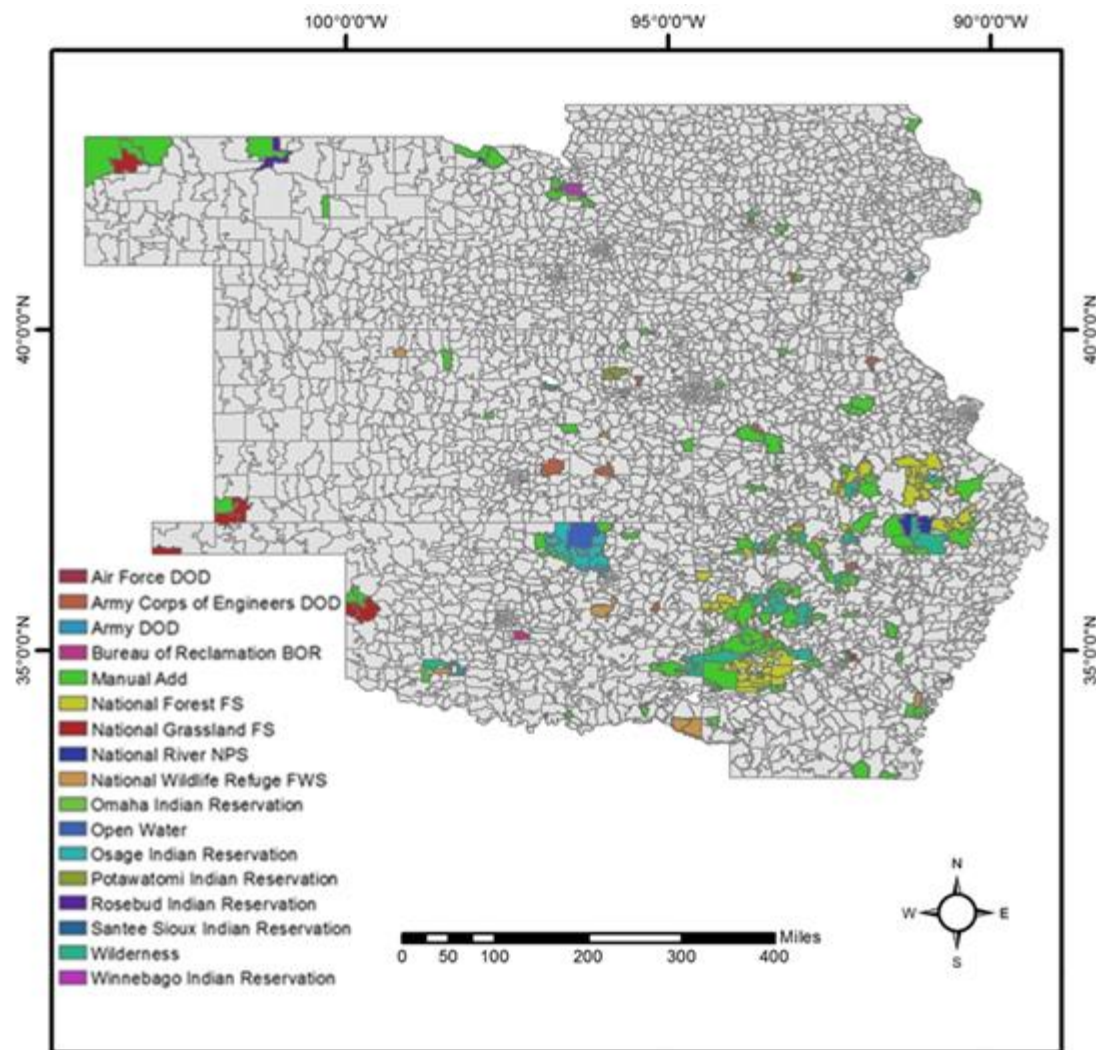 100°0'0"W 95°0'0"W 90°0'0"W
40°0'0"N 40°0'0"N
35°0'0"N 35°0'0"N
Air Force DOD
Army Corps of Engineers DOD
Army DOD
Bureau of Reclamation BOR
Manual Add
National Forest FS
National Grassland FS
National River NPS
National Wildlife Refuge FWS
Omaha Indian Reservation
Open Water
Osage Indian Reservation
Potawatomi Indian Reservation
Rosebud Indian Reservation
Santee Sioux Indian Reservation
Wilderness
Winnebago Indian Reservation
N
W E
S
Miles
0 50 100 200 300 400